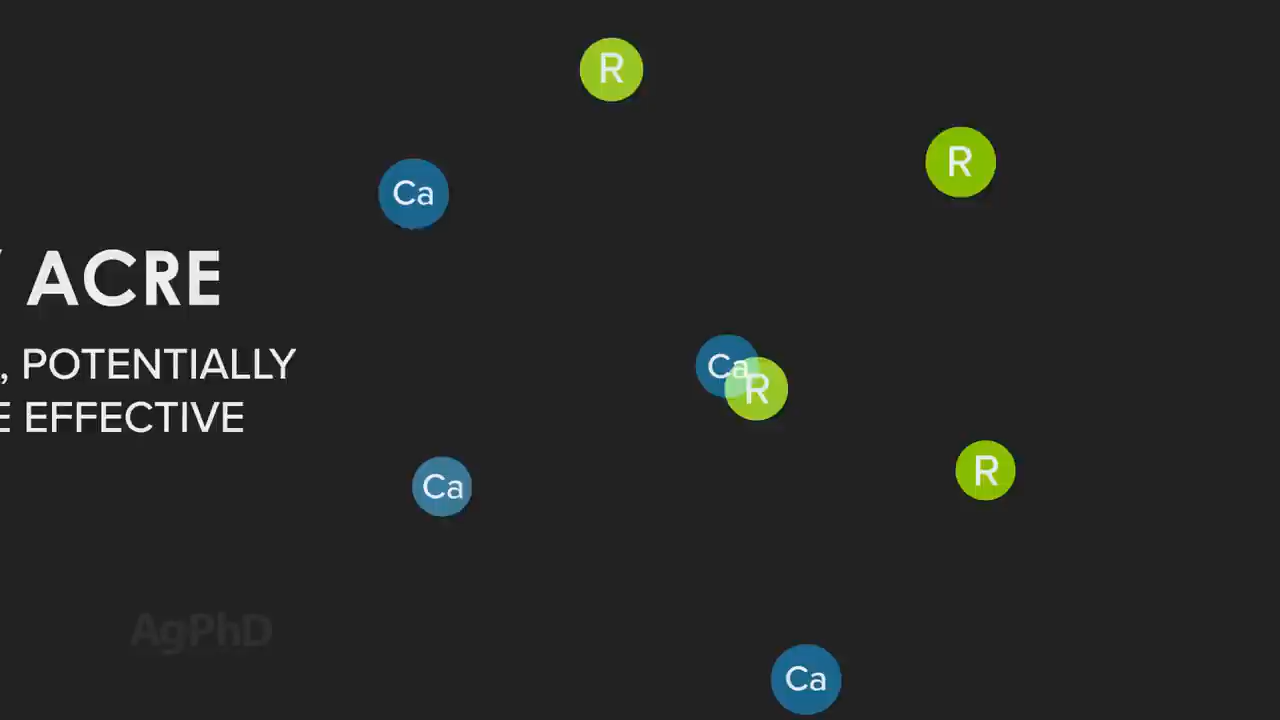 R
R
Ca
ACRE
, POTENTIALLY
Ca
R
E EFFECTIVE
R
Ca
AgPhD
Ca